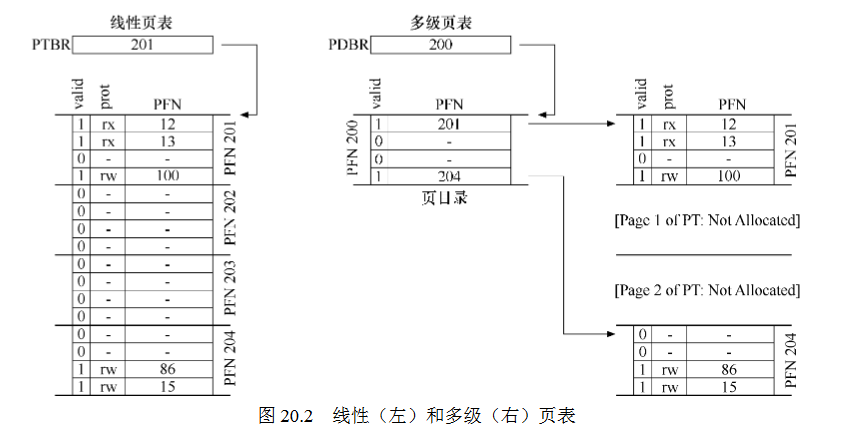 线性页表
PTBR 201
valid prot PFN
1 rx 12
1 rx 13
0 - -
1 rw 100
PFN 201
0 - -
0 - -
0 - -
0 - -
PFN 202
0 - -
0 - -
0 - -
0 - -
PFN 203
0 - -
0 - -
1 rw 86
1 rw 15
PFN 204
多级页表
PDBR 200
valid PFN
1 201
0 -
0 -
1 204
PFN 200
页目录
valid prot PFN
1 rx 12
1 rx 13
0 - -
1 rw 100
PFN 201
[Page 1 of PT: Not Allocated]
[Page 2 of PT: Not Allocated]
0 - -
0 - -
1 rw 86
1 rw 15
PFN 204
图 20.2 线性（左）和多级（右）页表